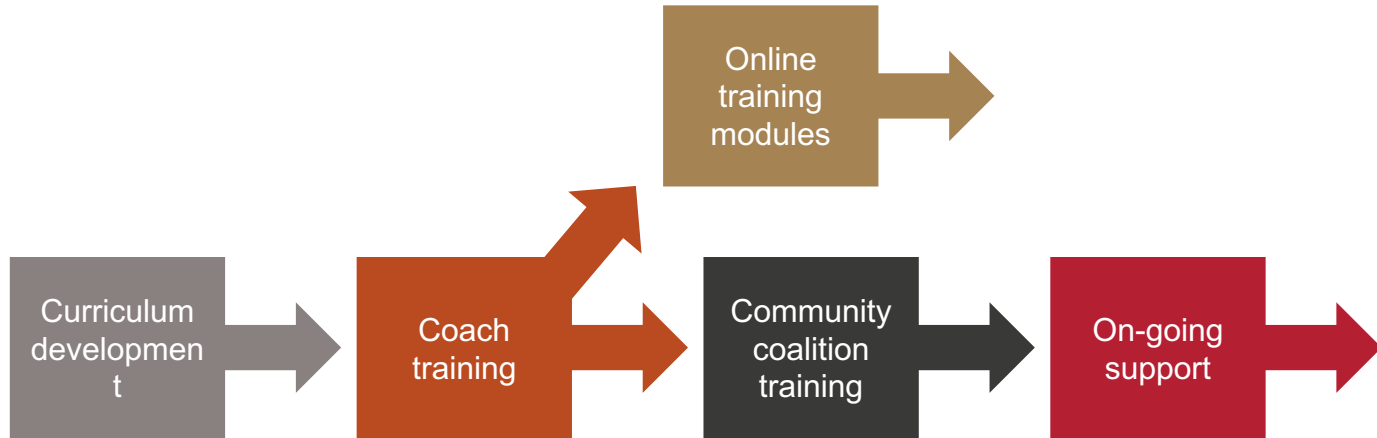 Online
training
modules
Curriculum
developmen
t
Coach
training
Community
coalition
training
On-going
support